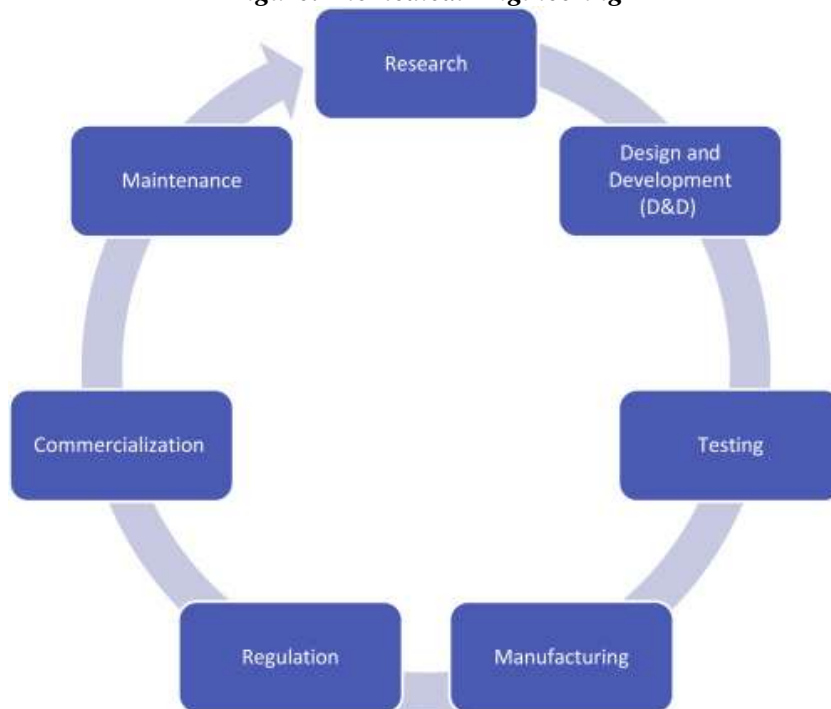 Research
Design and
Development
(D&D)
Testing
Manufacturing
Regulation
Commercialization
Maintenance